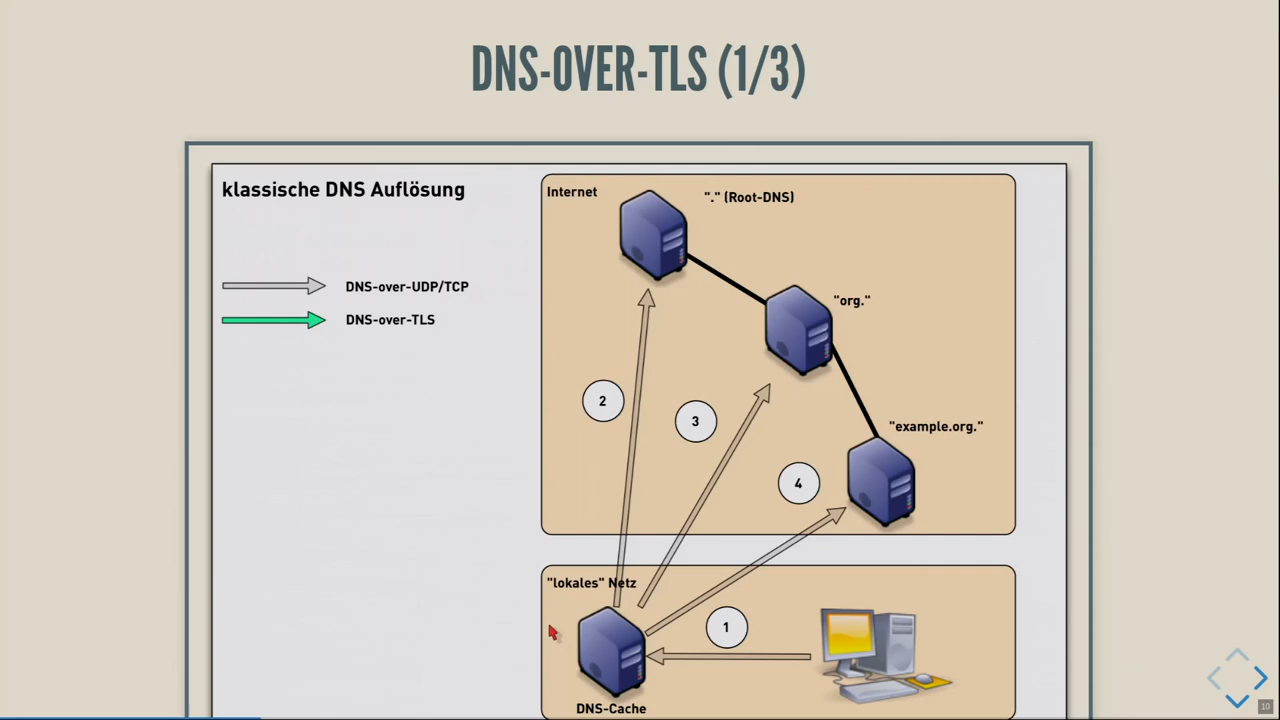 DNS-OVER-TLS (1/3)
klassische DNS Auflösung
DNS-over-UDP/TCP
DNS-over-TLS
Internet
"." (Root-DNS)
"org."
"example.org."
2
3
4
"lokales" Netz
1
DNS-Cache
10